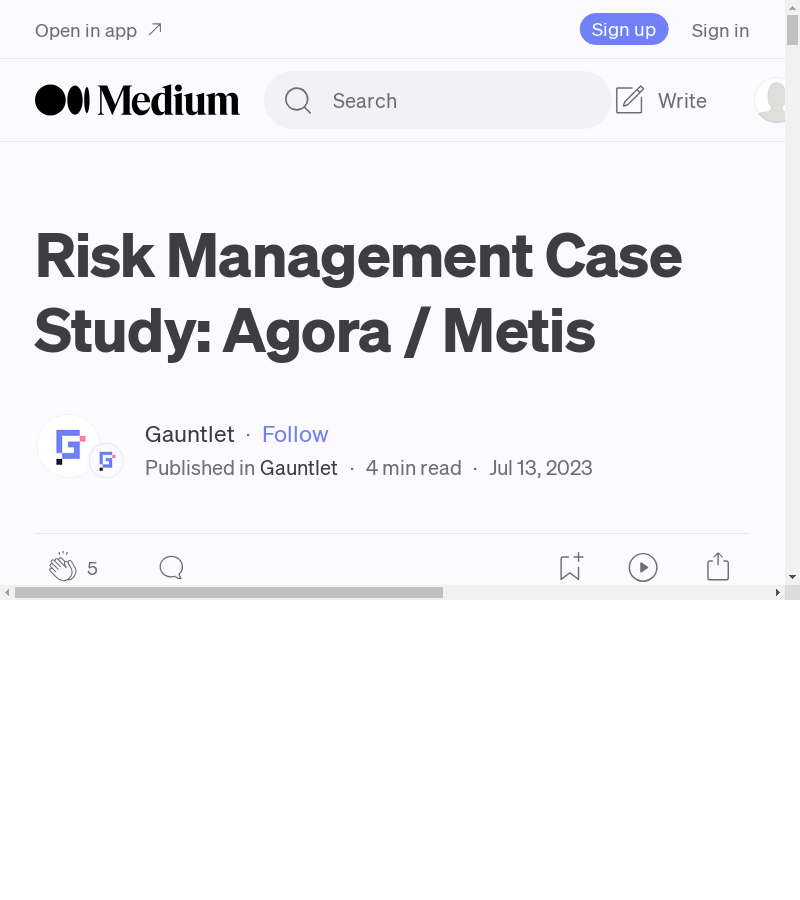 Open in app
Sign up
Sign in
Medium
Search
Write
Risk Management Case
Study: Agora / Metis
Gauntlet · Follow
Published in Gauntlet · 4 min read · Jul 13, 2023
5